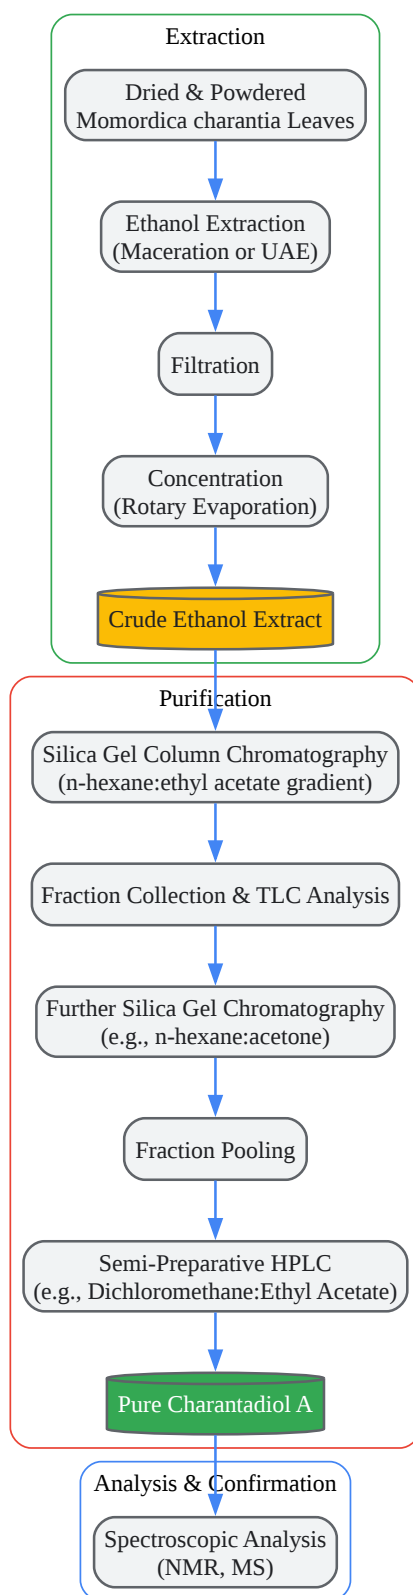 Extraction
Dried & Powdered
Momordica charantia Leaves
Ethanol Extraction
(Maceration or UAE)
Filtration
Concentration
(Rotary Evaporation)
Crude Ethanol Extract
Purification
Silica Gel Column Chromatography
(n-hexane:ethyl acetate gradient)
Fraction Collection & TLC Analysis
Further Silica Gel Chromatography
(e.g., n-hexane:acetone)
Fraction Pooling
Semi-Preparative HPLC
(e.g., Dichloromethane:Ethyl Acetate)
Pure Charantadiol A
Analysis & Confirmation
Spectroscopic Analysis
(NMR, MS)